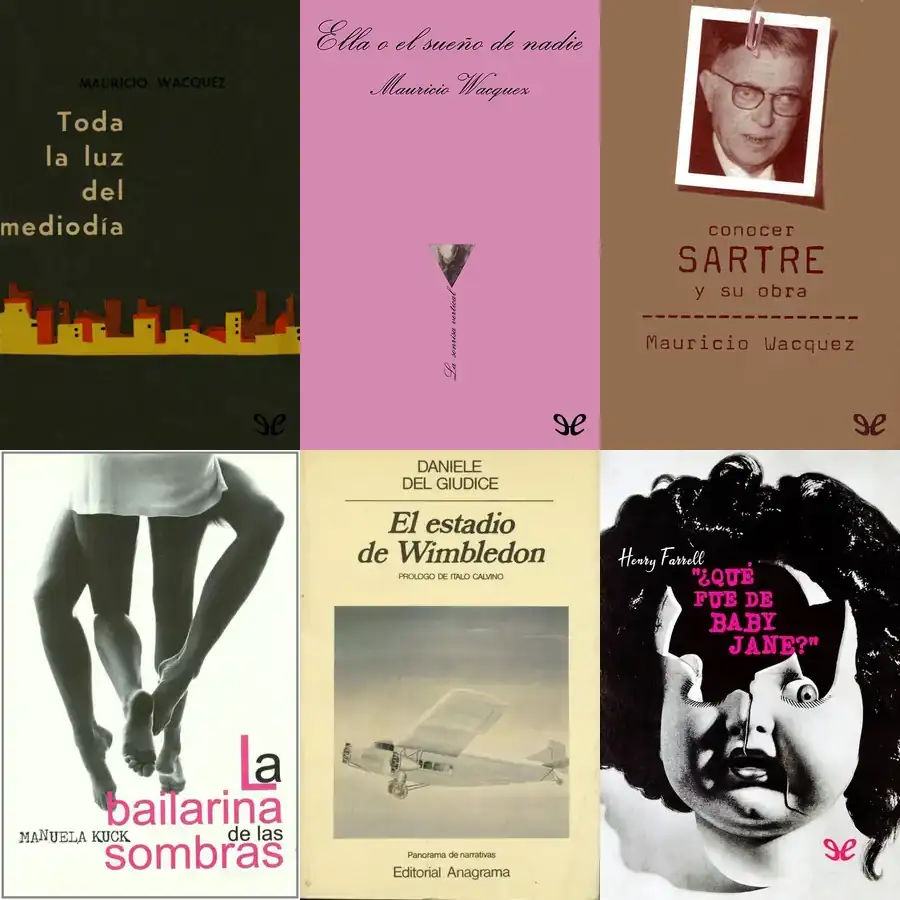 MAURICIO WACQUEZ
Toda
la luz
del
mediodía
Ella o el sueño de nadie
Mauricio Wacquez
La sonrisa vertical
conocer
SARTRE
y su obra
Mauricio Wacquez
La
bailarina
de las
sombras
MANUELA KUCK
DANIELE
DEL GIUDICE
El estadio
de Wimbledon
PROLOGO DE ITALO CALVINO
Panorama de narrativas
Editorial Anagrama
Henry Farrell
"¿QUÉ
FUE DE
BABY
JANE?"